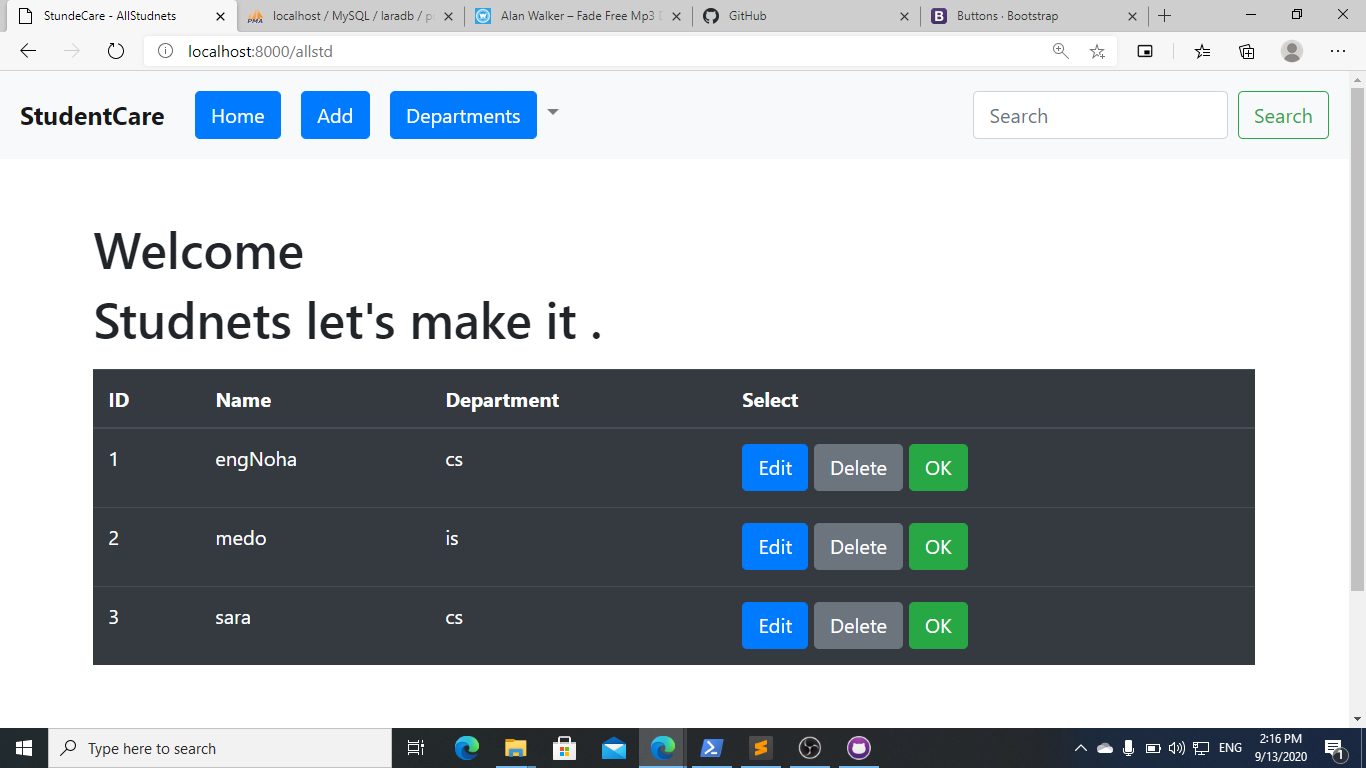 StundeCare - AllStudnets
localhost / MySQL / laradb / p
Alan Walker – Fade Free Mp3
GitHub
Buttons · Bootstrap
localhost:8000/allstd
StudentCare Home Add Departments Search Search
Welcome
Studnets let's make it .
ID Name Department Select
1 engNoha cs Edit Delete OK
2 medo is Edit Delete OK
3 sara cs Edit Delete OK
Type here to search
ENG
2:16 PM
9/13/2020
1